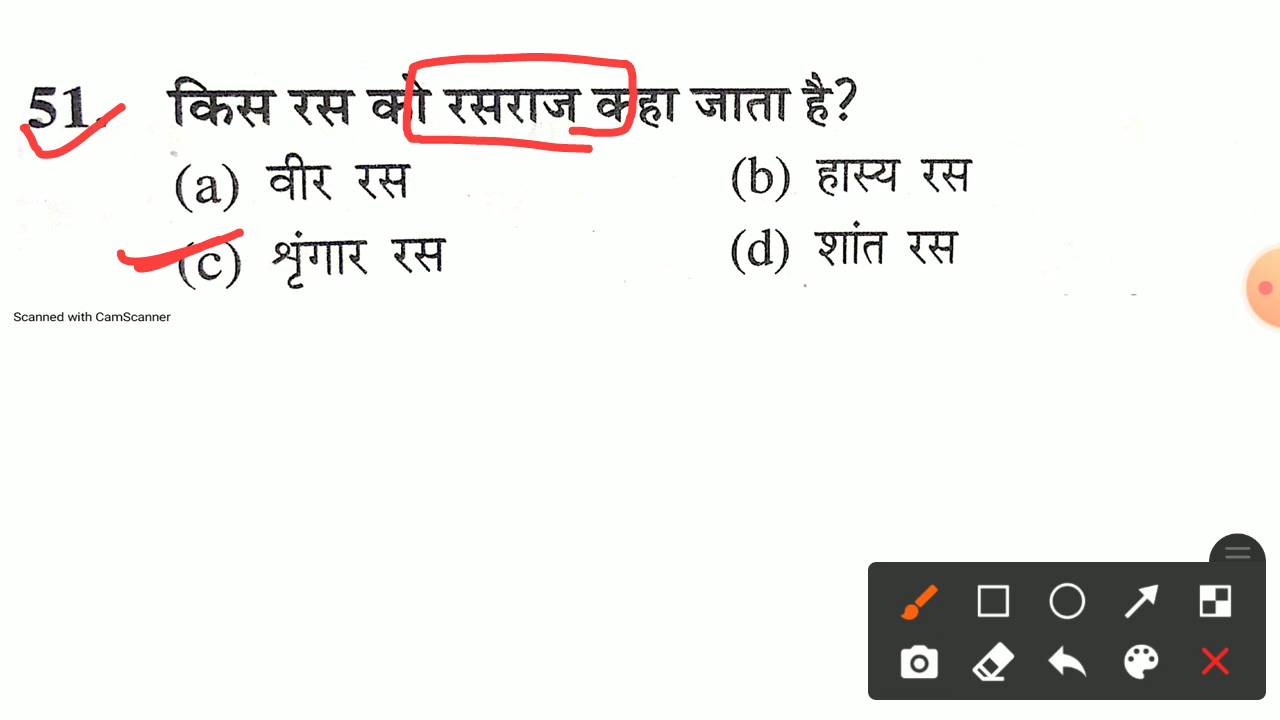 51. किस रस को रसराज कहा जाता है?
(a) वीर रस (b) हास्य रस
(c) शृंगार रस (d) शांत रस
Scanned with CamScanner